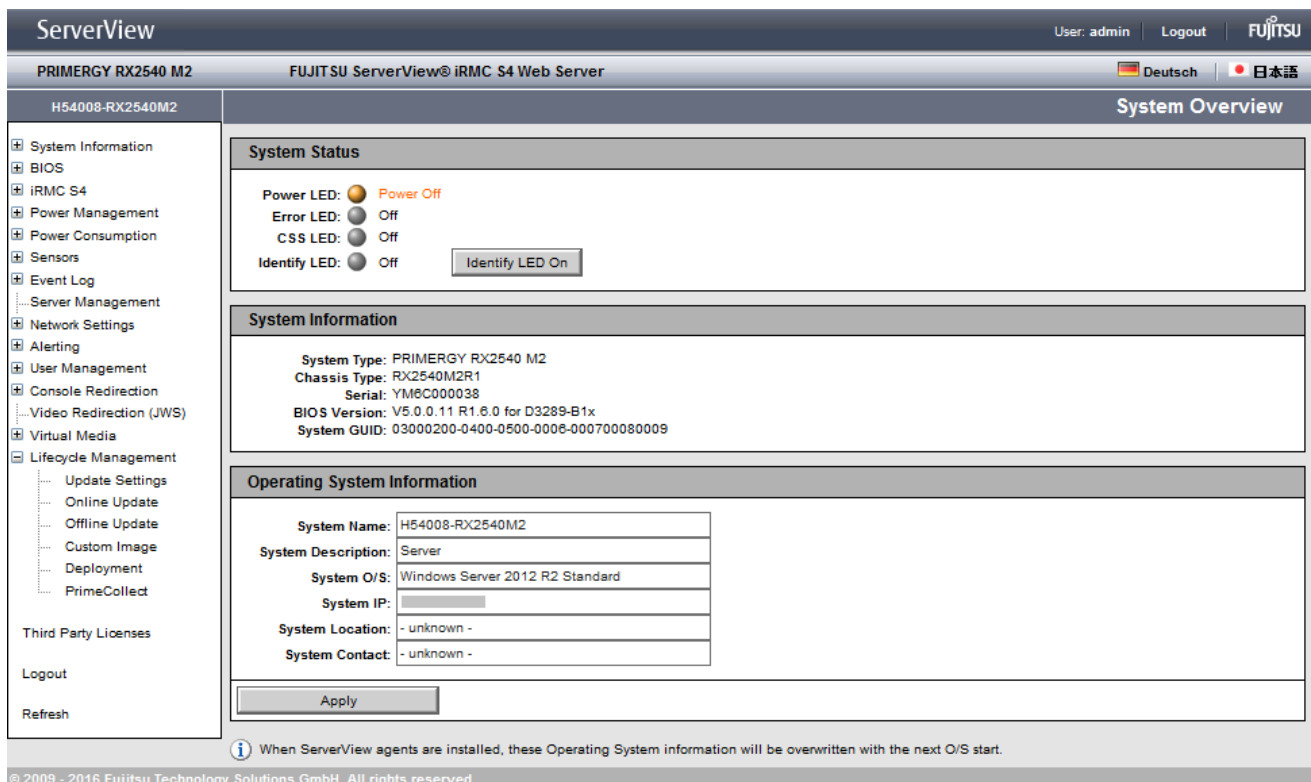 ServerView
User: admin Logout FUJITSU
PRIMERGY RX2540 M2 FUJITSU ServerView® iRMC S4 Web Server Deutsch 日本語
H54008-RX2540M2 System Overview
System Information
BIOS
iRMC S4
Power Management
Power Consumption
Sensors
Event Log
Server Management
Network Settings
Alerting
User Management
Console Redirection
Video Redirection (JWS)
Virtual Media
Lifecycle Management
Update Settings
Online Update
Offline Update
Custom Image
Deployment
PrimeCollect
Third Party Licenses
Logout
Refresh
System Status
Power LED: Power Off
Error LED: Off
CSS LED: Off
Identify LED: Off Identify LED On
System Information
System Type: PRIMERGY RX2540 M2
Chassis Type: RX2540M2R1
Serial: YM6C000038
BIOS Version: V5.0.0.11 R1.6.0 for D3289-B1x
System GUID: 03000200-0400-0500-0006-000700080009
Operating System Information
System Name: H54008-RX2540M2
System Description: Server
System O/S: Windows Server 2012 R2 Standard
System IP:
System Location: - unknown -
System Contact: - unknown -
Apply
When ServerView agents are installed, these Operating System information will be overwritten with the next O/S start.
© 2009 - 2016 Fujitsu Technology Solutions GmbH. All rights reserved.